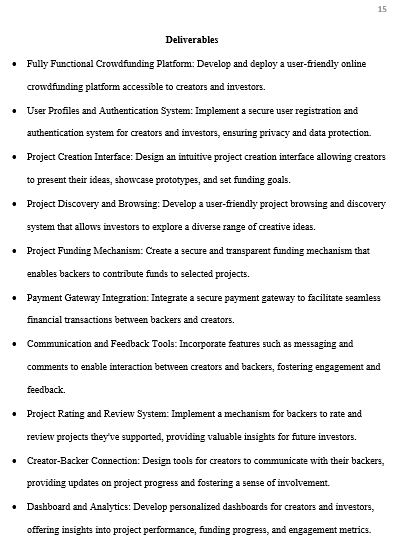 15
Deliverables
• Fully Functional Crowdfunding Platform: Develop and deploy a user-friendly online
crowdfunding platform accessible to creators and investors.
• User Profiles and Authentication System: Implement a secure user registration and
authentication system for creators and investors, ensuring privacy and data protection.
• Project Creation Interface: Design an intuitive project creation interface allowing creators
to present their ideas, showcase prototypes, and set funding goals.
• Project Discovery and Browsing: Develop a user-friendly project browsing and discovery
system that allows investors to explore a diverse range of creative ideas.
• Project Funding Mechanism: Create a secure and transparent funding mechanism that
enables backers to contribute funds to selected projects.
• Payment Gateway Integration: Integrate a secure payment gateway to facilitate seamless
financial transactions between backers and creators.
• Communication and Feedback Tools: Incorporate features such as messaging and
comments to enable interaction between creators and backers, fostering engagement and
feedback.
• Project Rating and Review System: Implement a mechanism for backers to rate and
review projects they've supported, providing valuable insights for future investors.
• Creator-Backer Connection: Design tools for creators to communicate with their backers,
providing updates on project progress and fostering a sense of involvement.
• Dashboard and Analytics: Develop personalized dashboards for creators and investors,
offering insights into project performance, funding progress, and engagement metrics.